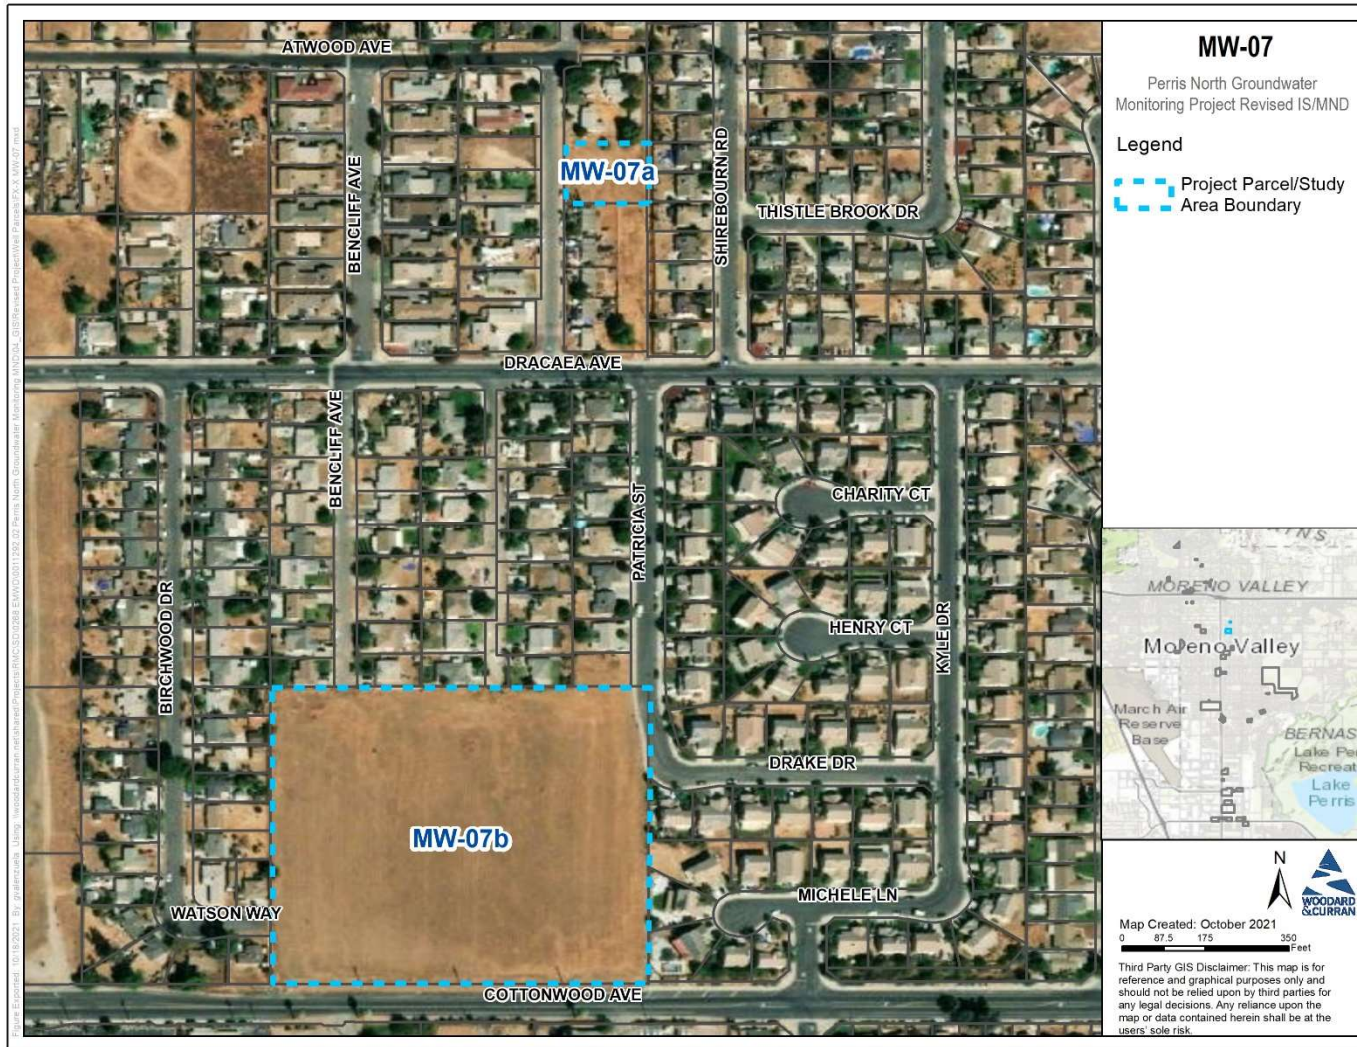 MW-07
Perris North Groundwater
Monitoring Project Revised IS/MND
Legend
Project Parcel/Study
Area Boundary
ATWOOD AVE
BENCLIFF AVE
MW-07a
SHIREBOURN RD
THISTLE BROOK DR
DRACAEA AVE
BENCLIFF AVE
PATRICIA ST
CHARITY CT
BIRCHWOOD DR
HENRY CT
KYLE DR
DRAKE DR
MW-07b
MICHELE LN
WATSON WAY
COTTONWOOD AVE
MORENO VALLEY
Moreno Valley
March Air
Reserve
Base
BERNAS
Lake Per
Recreat
Lake
Perris
N
WOODARD
&CURRAN
Map Created: October 2021
0 87.5 175 350
Feet
Third Party GIS Disclaimer: This map is for
reference and graphical purposes only and
should not be relied upon by third parties for
any legal decisions. Any reliance upon the
map or data contained herein shall be at the
users' sole risk.